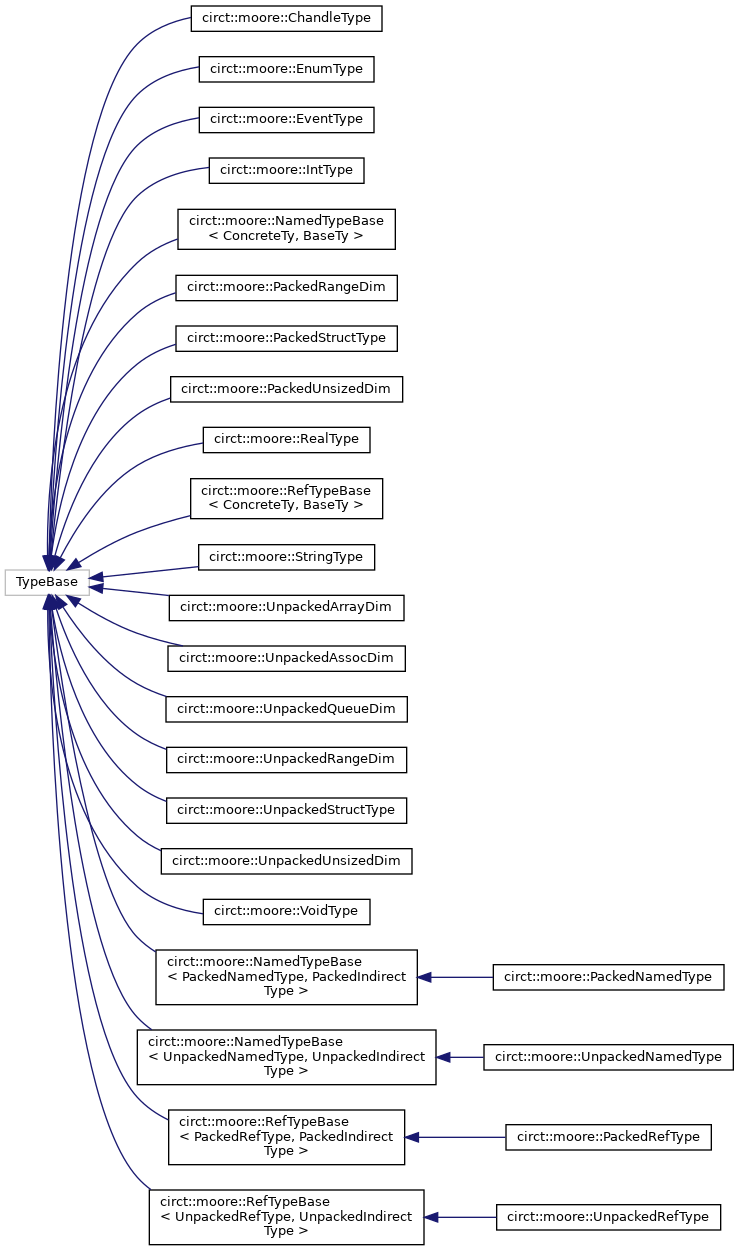 circt::moore::ChandleType
circt::moore::EnumType
circt::moore::EventType
circt::moore::IntType
circt::moore::NamedTypeBase
< ConcreteTy, BaseTy >
circt::moore::PackedRangeDim
circt::moore::PackedStructType
circt::moore::PackedUnsizedDim
circt::moore::RealType
circt::moore::RefTypeBase
< ConcreteTy, BaseTy >
circt::moore::StringType
TypeBase
circt::moore::UnpackedArrayDim
circt::moore::UnpackedAssocDim
circt::moore::UnpackedQueueDim
circt::moore::UnpackedRangeDim
circt::moore::UnpackedStructType
circt::moore::UnpackedUnsizedDim
circt::moore::VoidType
circt::moore::NamedTypeBase
< PackedNamedType, PackedIndirect
Type >
circt::moore::PackedNamedType
circt::moore::NamedTypeBase
< UnpackedNamedType, UnpackedIndirect
Type >
circt::moore::UnpackedNamedType
circt::moore::RefTypeBase
< PackedRefType, PackedIndirect
Type >
circt::moore::PackedRefType
circt::moore::RefTypeBase
< UnpackedRefType, UnpackedIndirect
Type >
circt::moore::UnpackedRefType